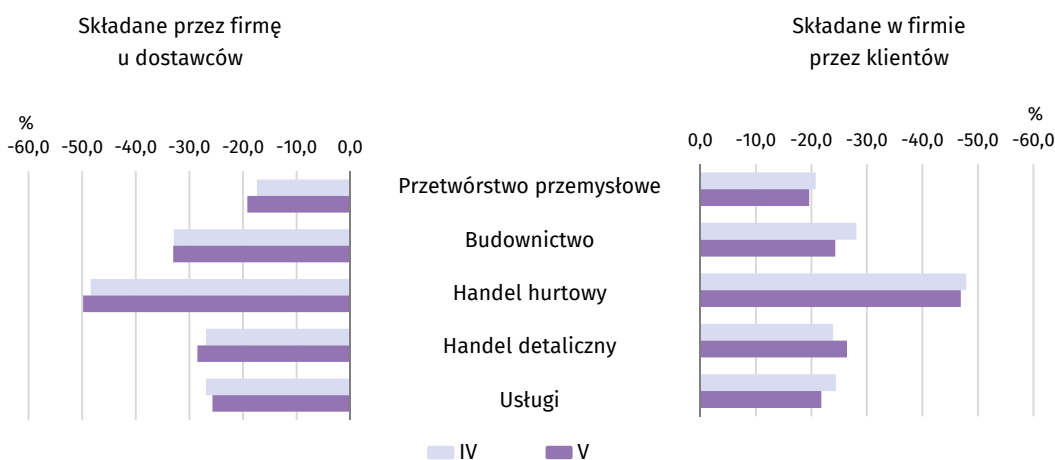 Składane przez firmę
u dostawców
Składane w firmie
przez klientów
%
-60,0 -50,0 -40,0 -30,0 -20,0 -10,0 0,0
%
0,0 -10,0 -20,0 -30,0 -40,0 -50,0 -60,0
Przetwórstwo przemysłowe
Budownictwo
Handel hurtowy
Handel detaliczny
Usługi
IV V